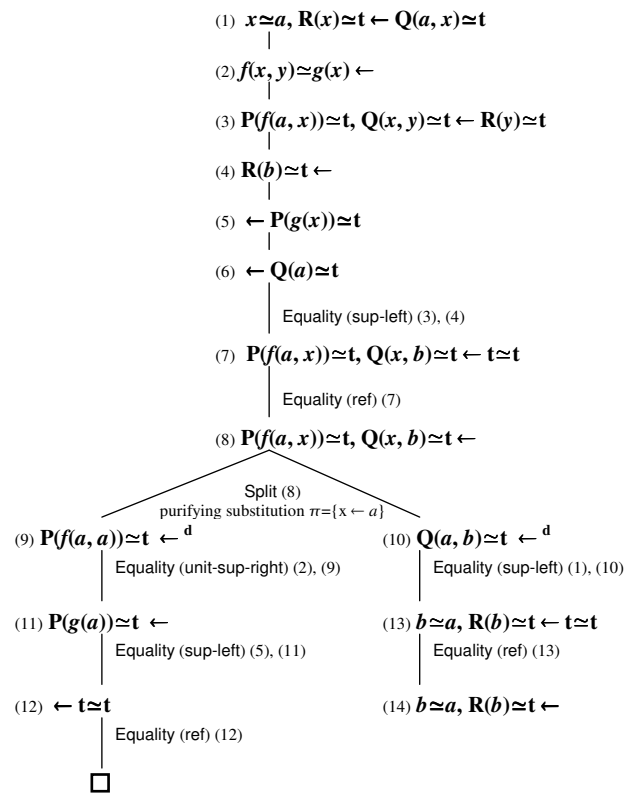 (1) x≃a, R(x)≃t ← Q(a, x)≃t
(2) f(x, y)≃g(x) ←
(3) P(f(a, x))≃t, Q(x, y)≃t ← R(y)≃t
(4) R(b)≃t ←
(5) ← P(g(x))≃t
(6) ← Q(a)≃t
Equality (sup-left) (3), (4)
(7) P(f(a, x))≃t, Q(x, b)≃t ← t≃t
Equality (ref) (7)
(8) P(f(a, x))≃t, Q(x, b)≃t ←
Split (8)
purifying substitution π={x ← a}
(9) P(f(a, a))≃t ← d
Equality (unit-sup-right) (2), (9)
(11) P(g(a))≃t ←
Equality (sup-left) (5), (11)
(12) ← t≃t
Equality (ref) (12)
(10) Q(a, b)≃t ← d
Equality (sup-left) (1), (10)
(13) b≃a, R(b)≃t ← t≃t
Equality (ref) (13)
(14) b≃a, R(b)≃t ←